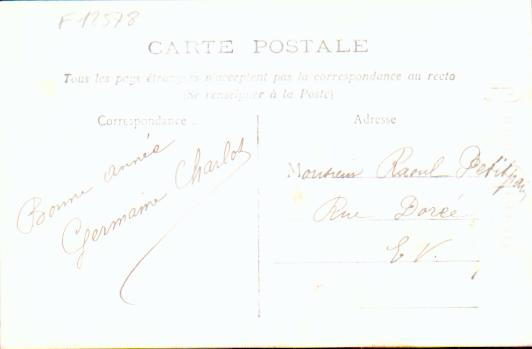 F 12578
CARTE POSTALE
Tous les pays étrangers n'acceptent pas la correspondance au recto
(Se renseigner à la Poste)
Correspondance
Bonne année
Germaine Charlot
Adresse
Monsieur Raoul Petitjean
Rue Dorée
E. V.